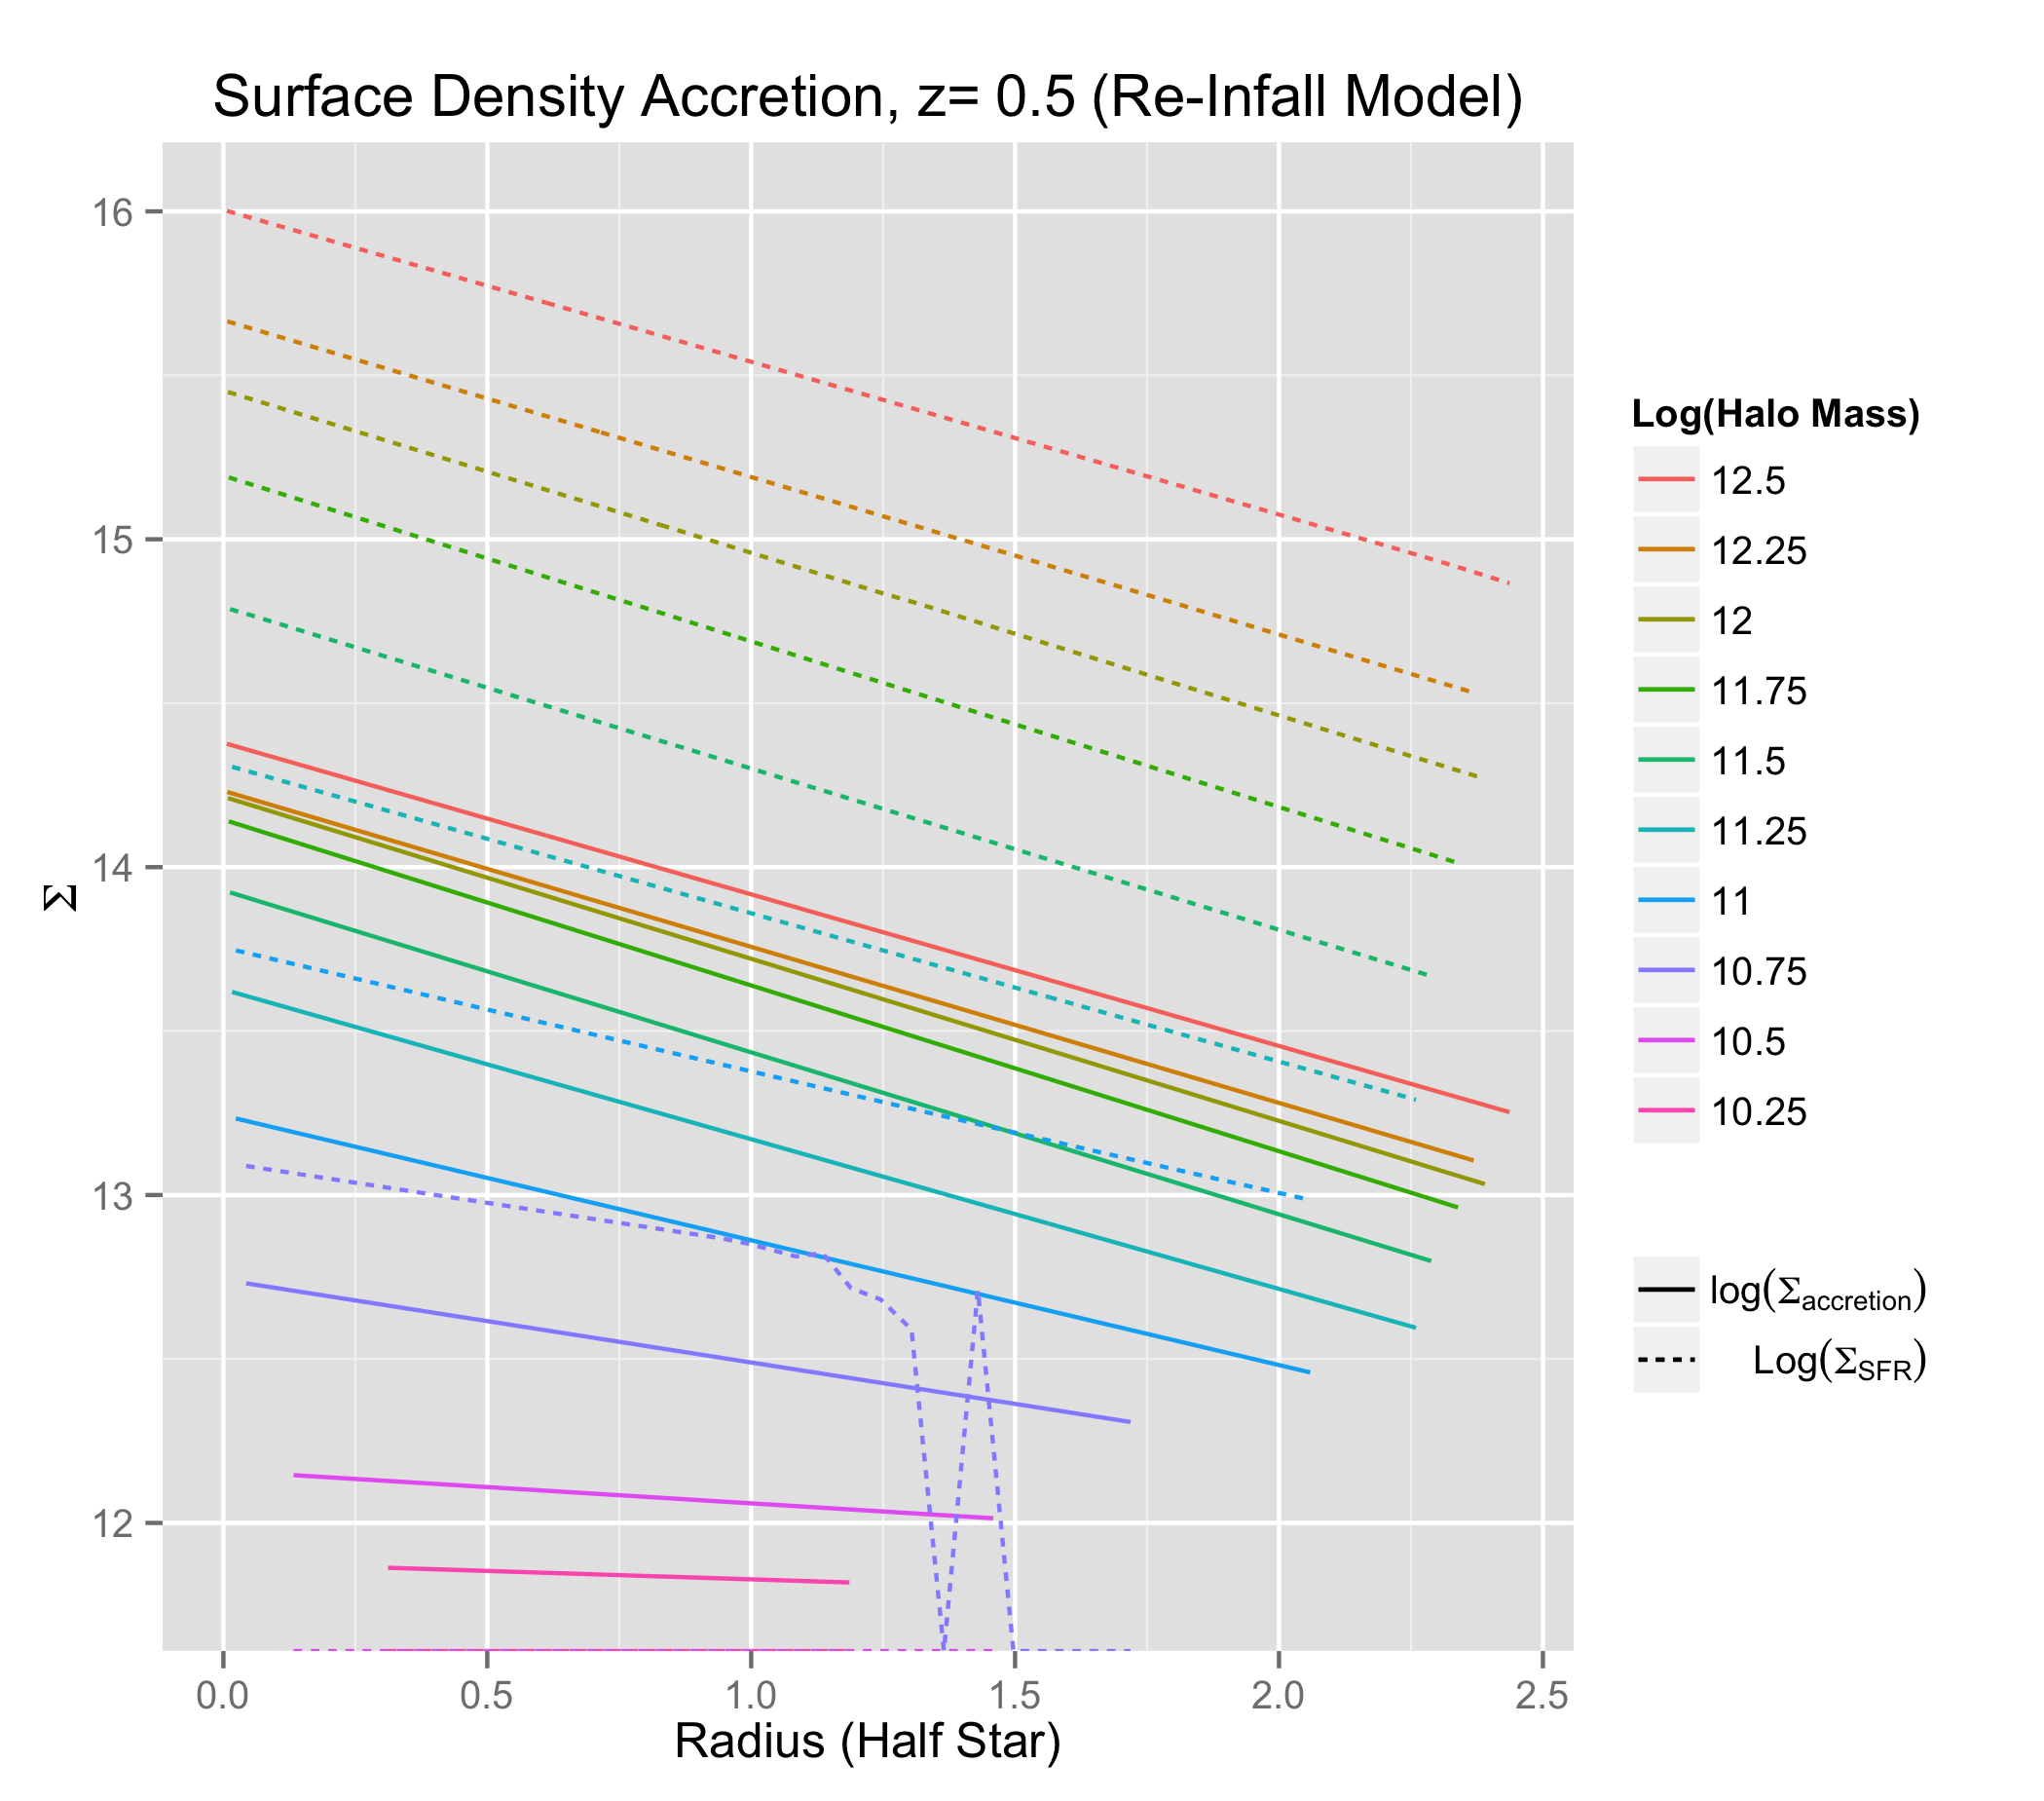 Surface Density Accretion, z= 0.5 (Re-Infall Model)
16
15
14
13
12
Σ
0.0 0.5 1.0 1.5 2.0 2.5
Radius (Half Star)
Log(Halo Mass)
12.5
12.25
12
11.75
11.5
11.25
11
10.75
10.5
10.25
log(Σaccretion)
Log(ΣSFR)